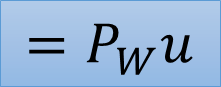 = P_W u